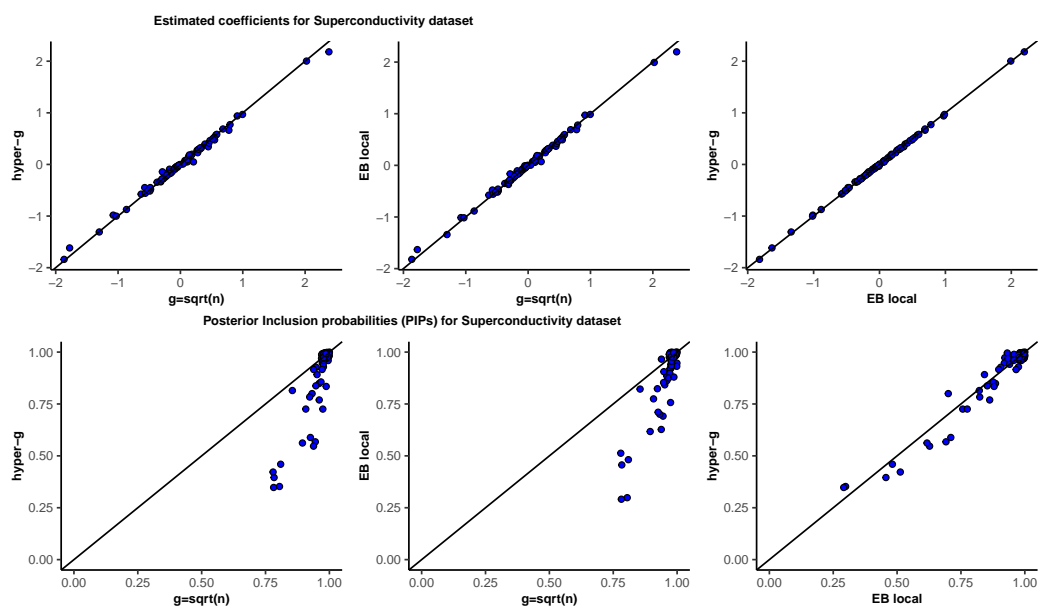 Estimated coefficients for Superconductivity dataset
hyper−g
2
1
0
−1
−2
−2 −1 0 1 2
g=sqrt(n)
EB local
2
1
0
−1
−2
−2 −1 0 1 2
g=sqrt(n)
hyper−g
2
1
0
−1
−2
−2 −1 0 1 2
EB local
Posterior Inclusion probabilities (PIPs) for Superconductivity dataset
hyper−g
1.00
0.75
0.50
0.25
0.00
0.00 0.25 0.50 0.75 1.00
g=sqrt(n)
EB local
1.00
0.75
0.50
0.25
0.00
0.00 0.25 0.50 0.75 1.00
g=sqrt(n)
hyper−g
1.00
0.75
0.50
0.25
0.00
0.00 0.25 0.50 0.75 1.00
EB local